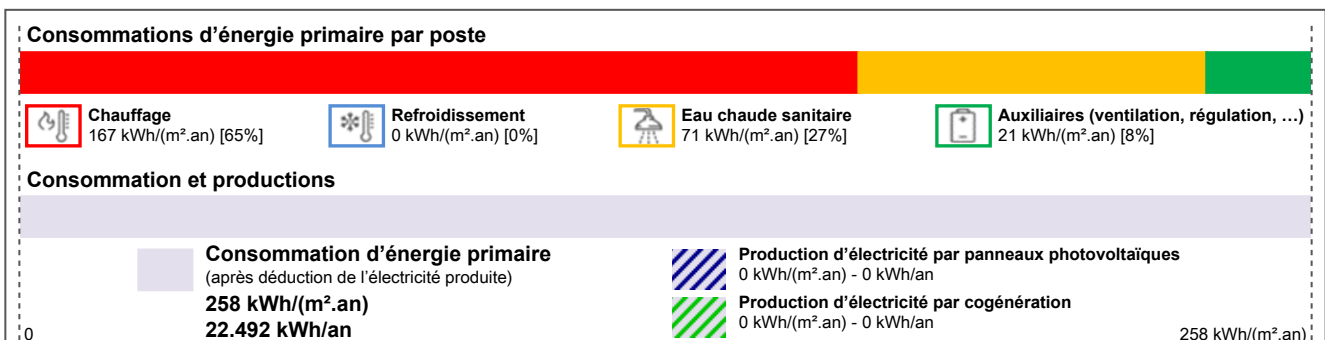 Consommations d’énergie primaire par poste
Chauffage
167 kWh/(m².an) [65%]
Refroidissement
0 kWh/(m².an) [0%]
Eau chaude sanitaire
71 kWh/(m².an) [27%]
Auxiliaires (ventilation, régulation, …)
21 kWh/(m².an) [8%]
Consommation et productions
Consommation d’énergie primaire
(après déduction de l’électricité produite)
258 kWh/(m².an)
22.492 kWh/an
Production d’électricité par panneaux photovoltaïques
0 kWh/(m².an) - 0 kWh/an
Production d’électricité par cogénération
0 kWh/(m².an) - 0 kWh/an
0
258 kWh/(m².an)